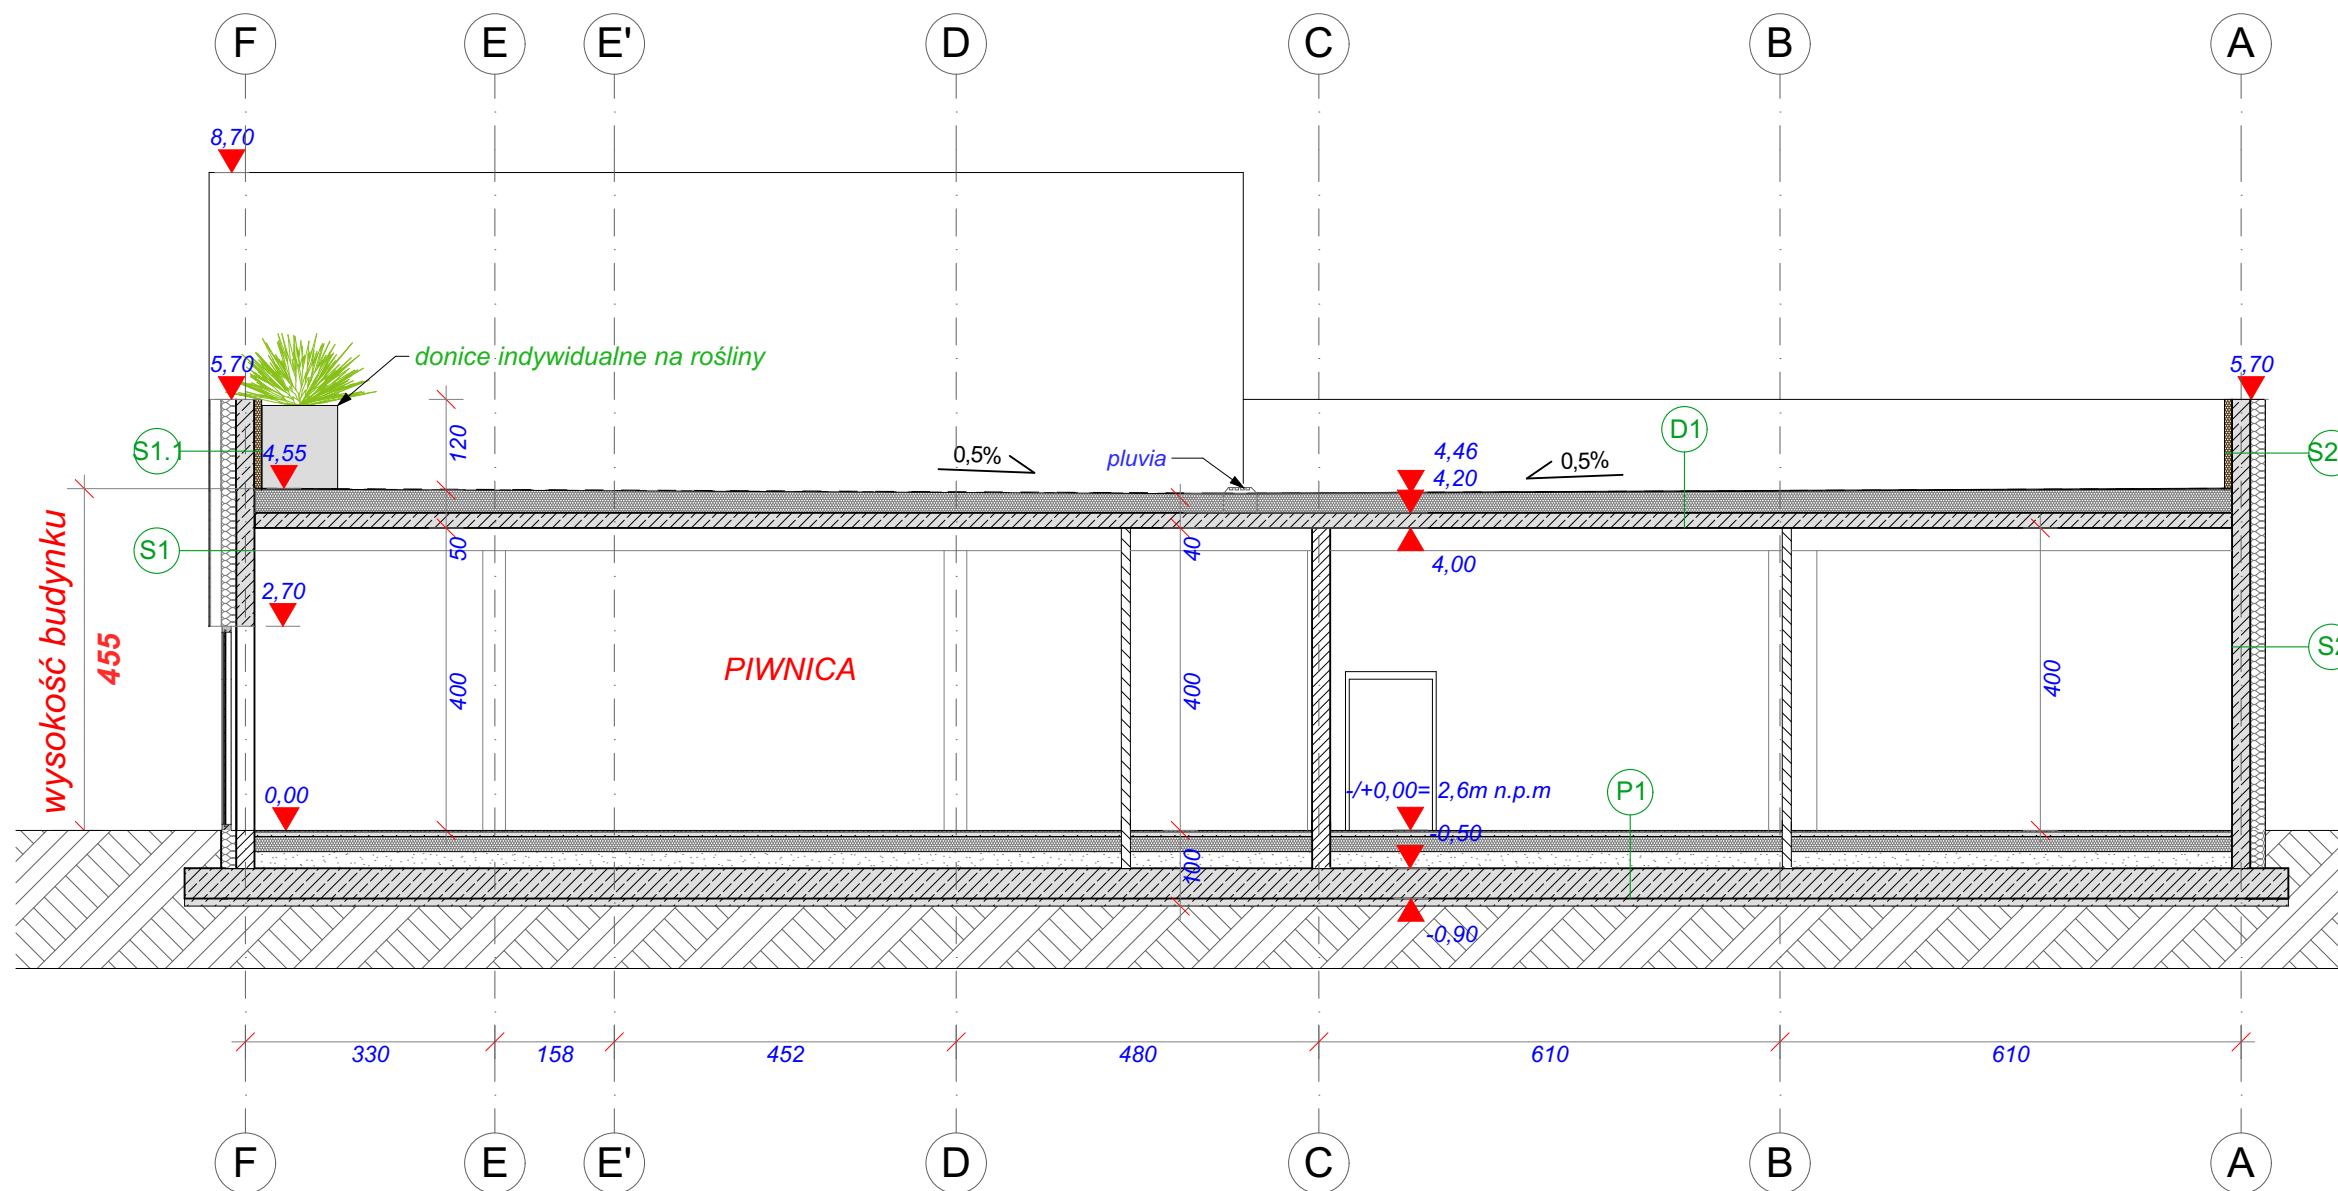 F E E' D C B A
8,70
donice indywidualne na rośliny
5,70
5,70
S1.1
4,55
120
0,5%
pluvia
4,46
4,20
0,5%
D1
S2
S1
50
40
4,00
2,70
wysokość budynku
455
PIWNICA
400
400
400
S2
0,00
-/+0,00= 2,6m n.p.m
P1
-0,50
100
-0,90
330 158 452 480 610 610
F E E' D C B A